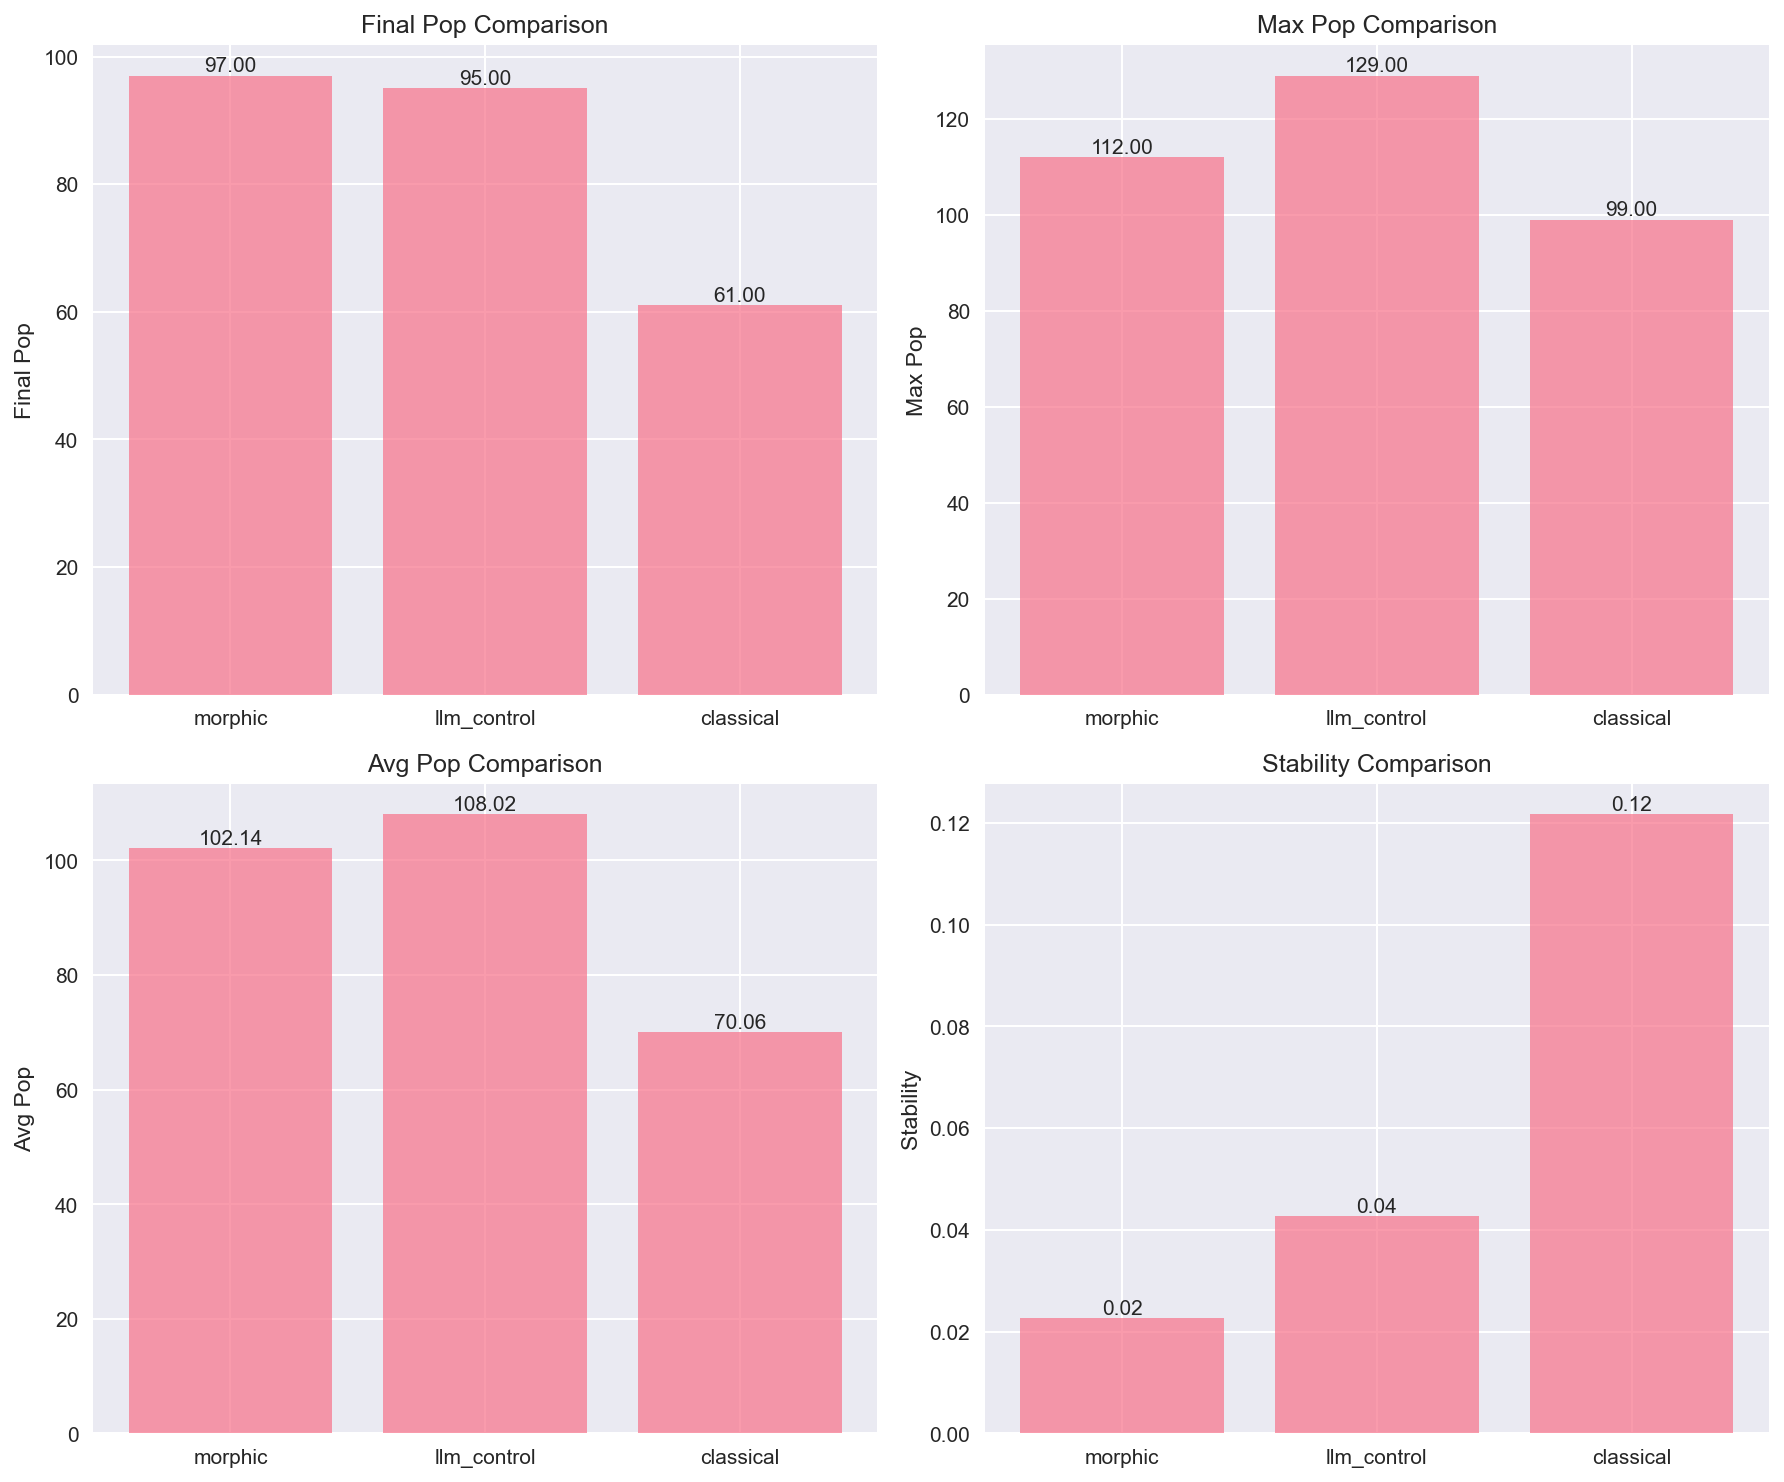 Final Pop Comparison
Final Pop
100
80
60
40
20
0
97.00
95.00
61.00
morphic
llm_control
classical
Max Pop Comparison
Max Pop
120
100
80
60
40
20
0
112.00
129.00
99.00
morphic
llm_control
classical
Avg Pop Comparison
Avg Pop
100
80
60
40
20
0
102.14
108.02
70.06
morphic
llm_control
classical
Stability Comparison
Stability
0.12
0.10
0.08
0.06
0.04
0.02
0.00
0.02
0.04
0.12
morphic
llm_control
classical